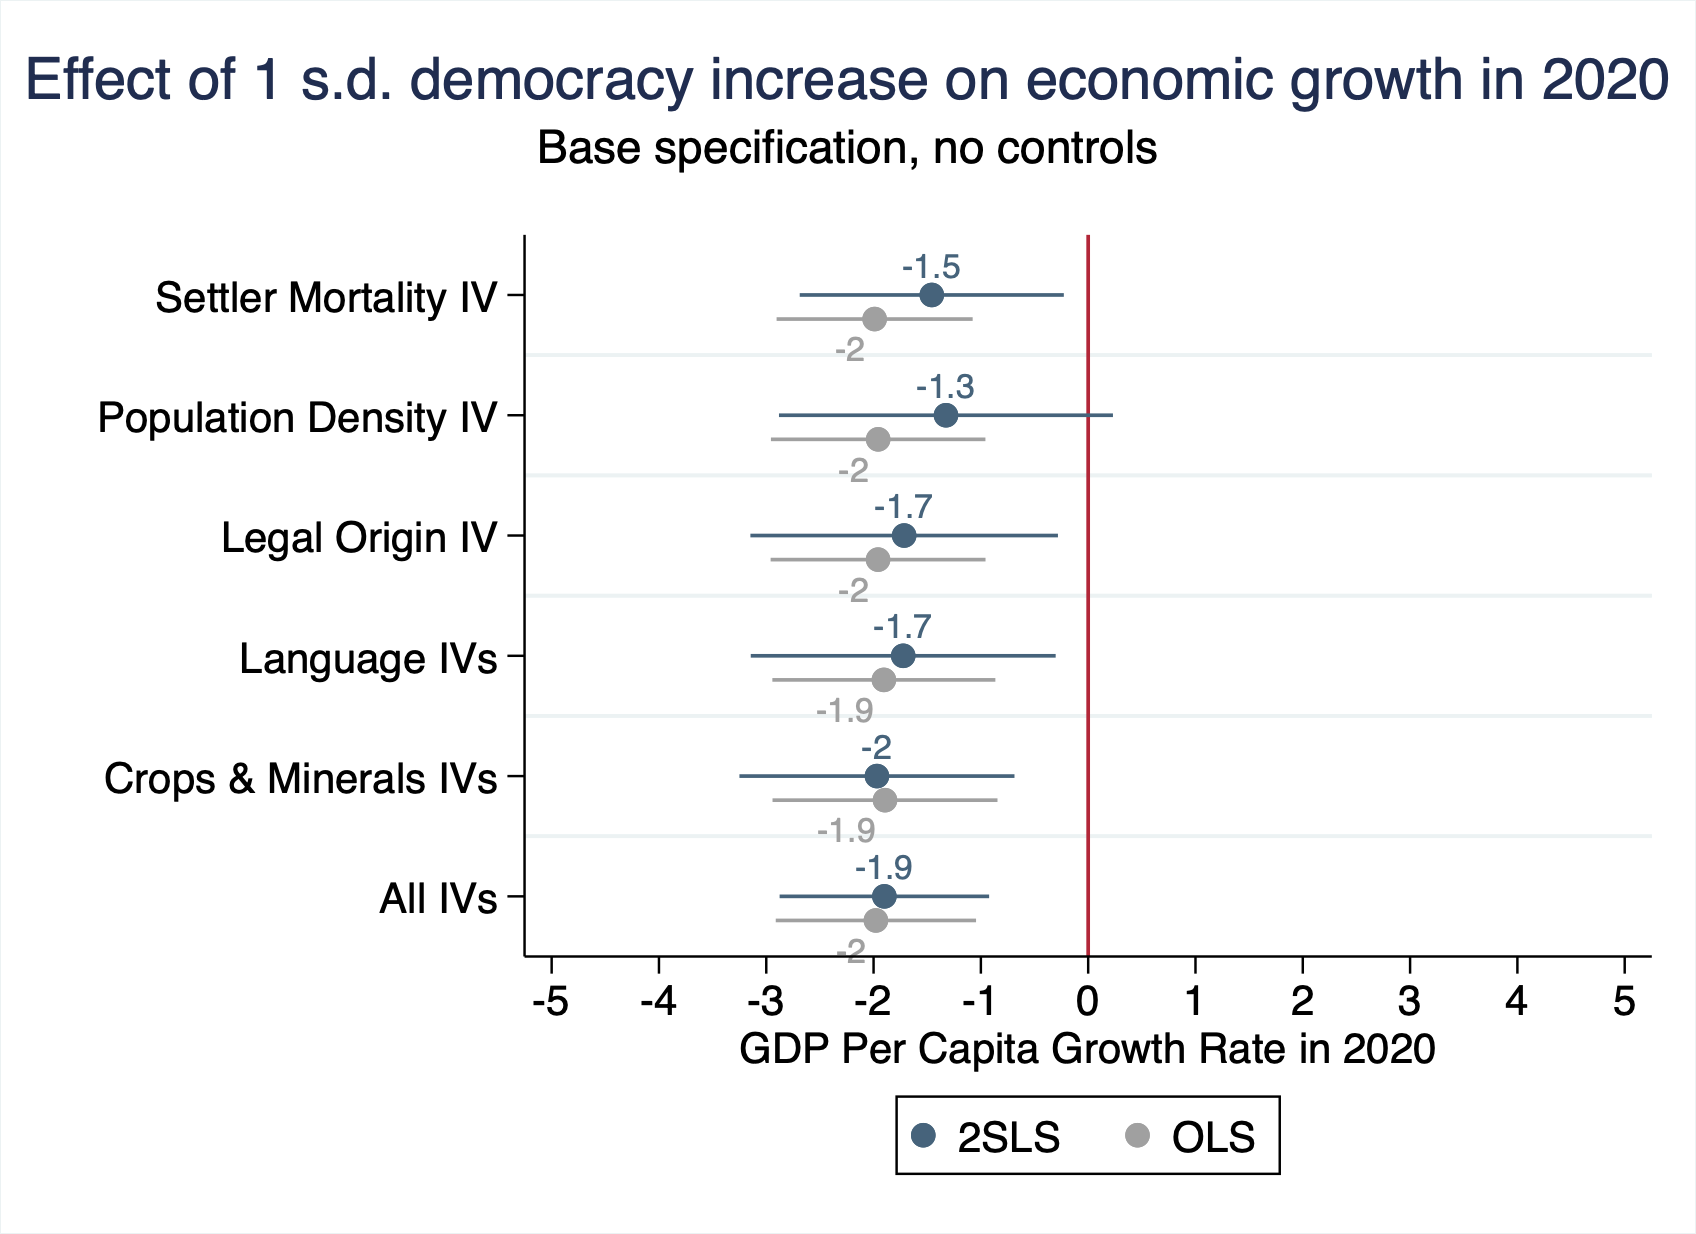 Effect of 1 s.d. democracy increase on economic growth in 2020
Base specification, no controls
-1.5
Settler Mortality IV
-2
-1.3
Population Density IV
-2
-1.7
Legal Origin IV
-2
-1.7
Language IVs
-1.9
-2
Crops & Minerals IVs
-1.9
-1.9
All IVs
-2
-5 -4 -3 -2 -1 0 1 2 3 4 5
GDP Per Capita Growth Rate in 2020
2SLS OLS